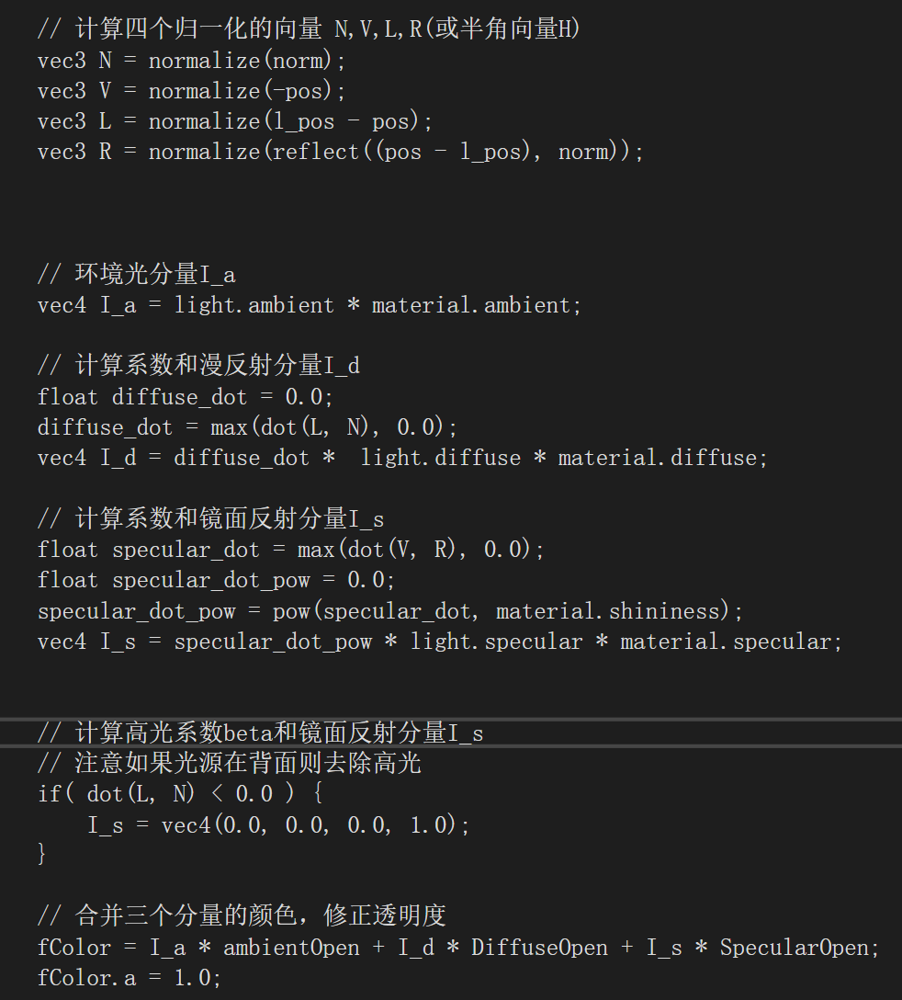 // 计算四个归一化的向量 N,V,L,R(或半角向量H)
vec3 N = normalize(norm);
vec3 V = normalize(-pos);
vec3 L = normalize(l_pos - pos);
vec3 R = normalize(reflect((pos - l_pos), norm));
// 环境光分量I_a
vec4 I_a = light.ambient * material.ambient;
// 计算系数和漫反射分量I_d
float diffuse_dot = 0.0;
diffuse_dot = max(dot(L, N), 0.0);
vec4 I_d = diffuse_dot *  light.diffuse * material.diffuse;
// 计算系数和镜面反射分量I_s
float specular_dot = max(dot(V, R), 0.0);
float specular_dot_pow = 0.0;
specular_dot_pow = pow(specular_dot, material.shininess);
vec4 I_s = specular_dot_pow * light.specular * material.specular;
// 计算高光系数beta和镜面反射分量I_s
// 注意如果光源在背面则去除高光
if( dot(L, N) < 0.0 ) {
    I_s = vec4(0.0, 0.0, 0.0, 1.0);
}
// 合并三个分量的颜色，修正透明度
fColor = I_a * ambientOpen + I_d * DiffuseOpen + I_s * SpecularOpen;
fColor.a = 1.0;